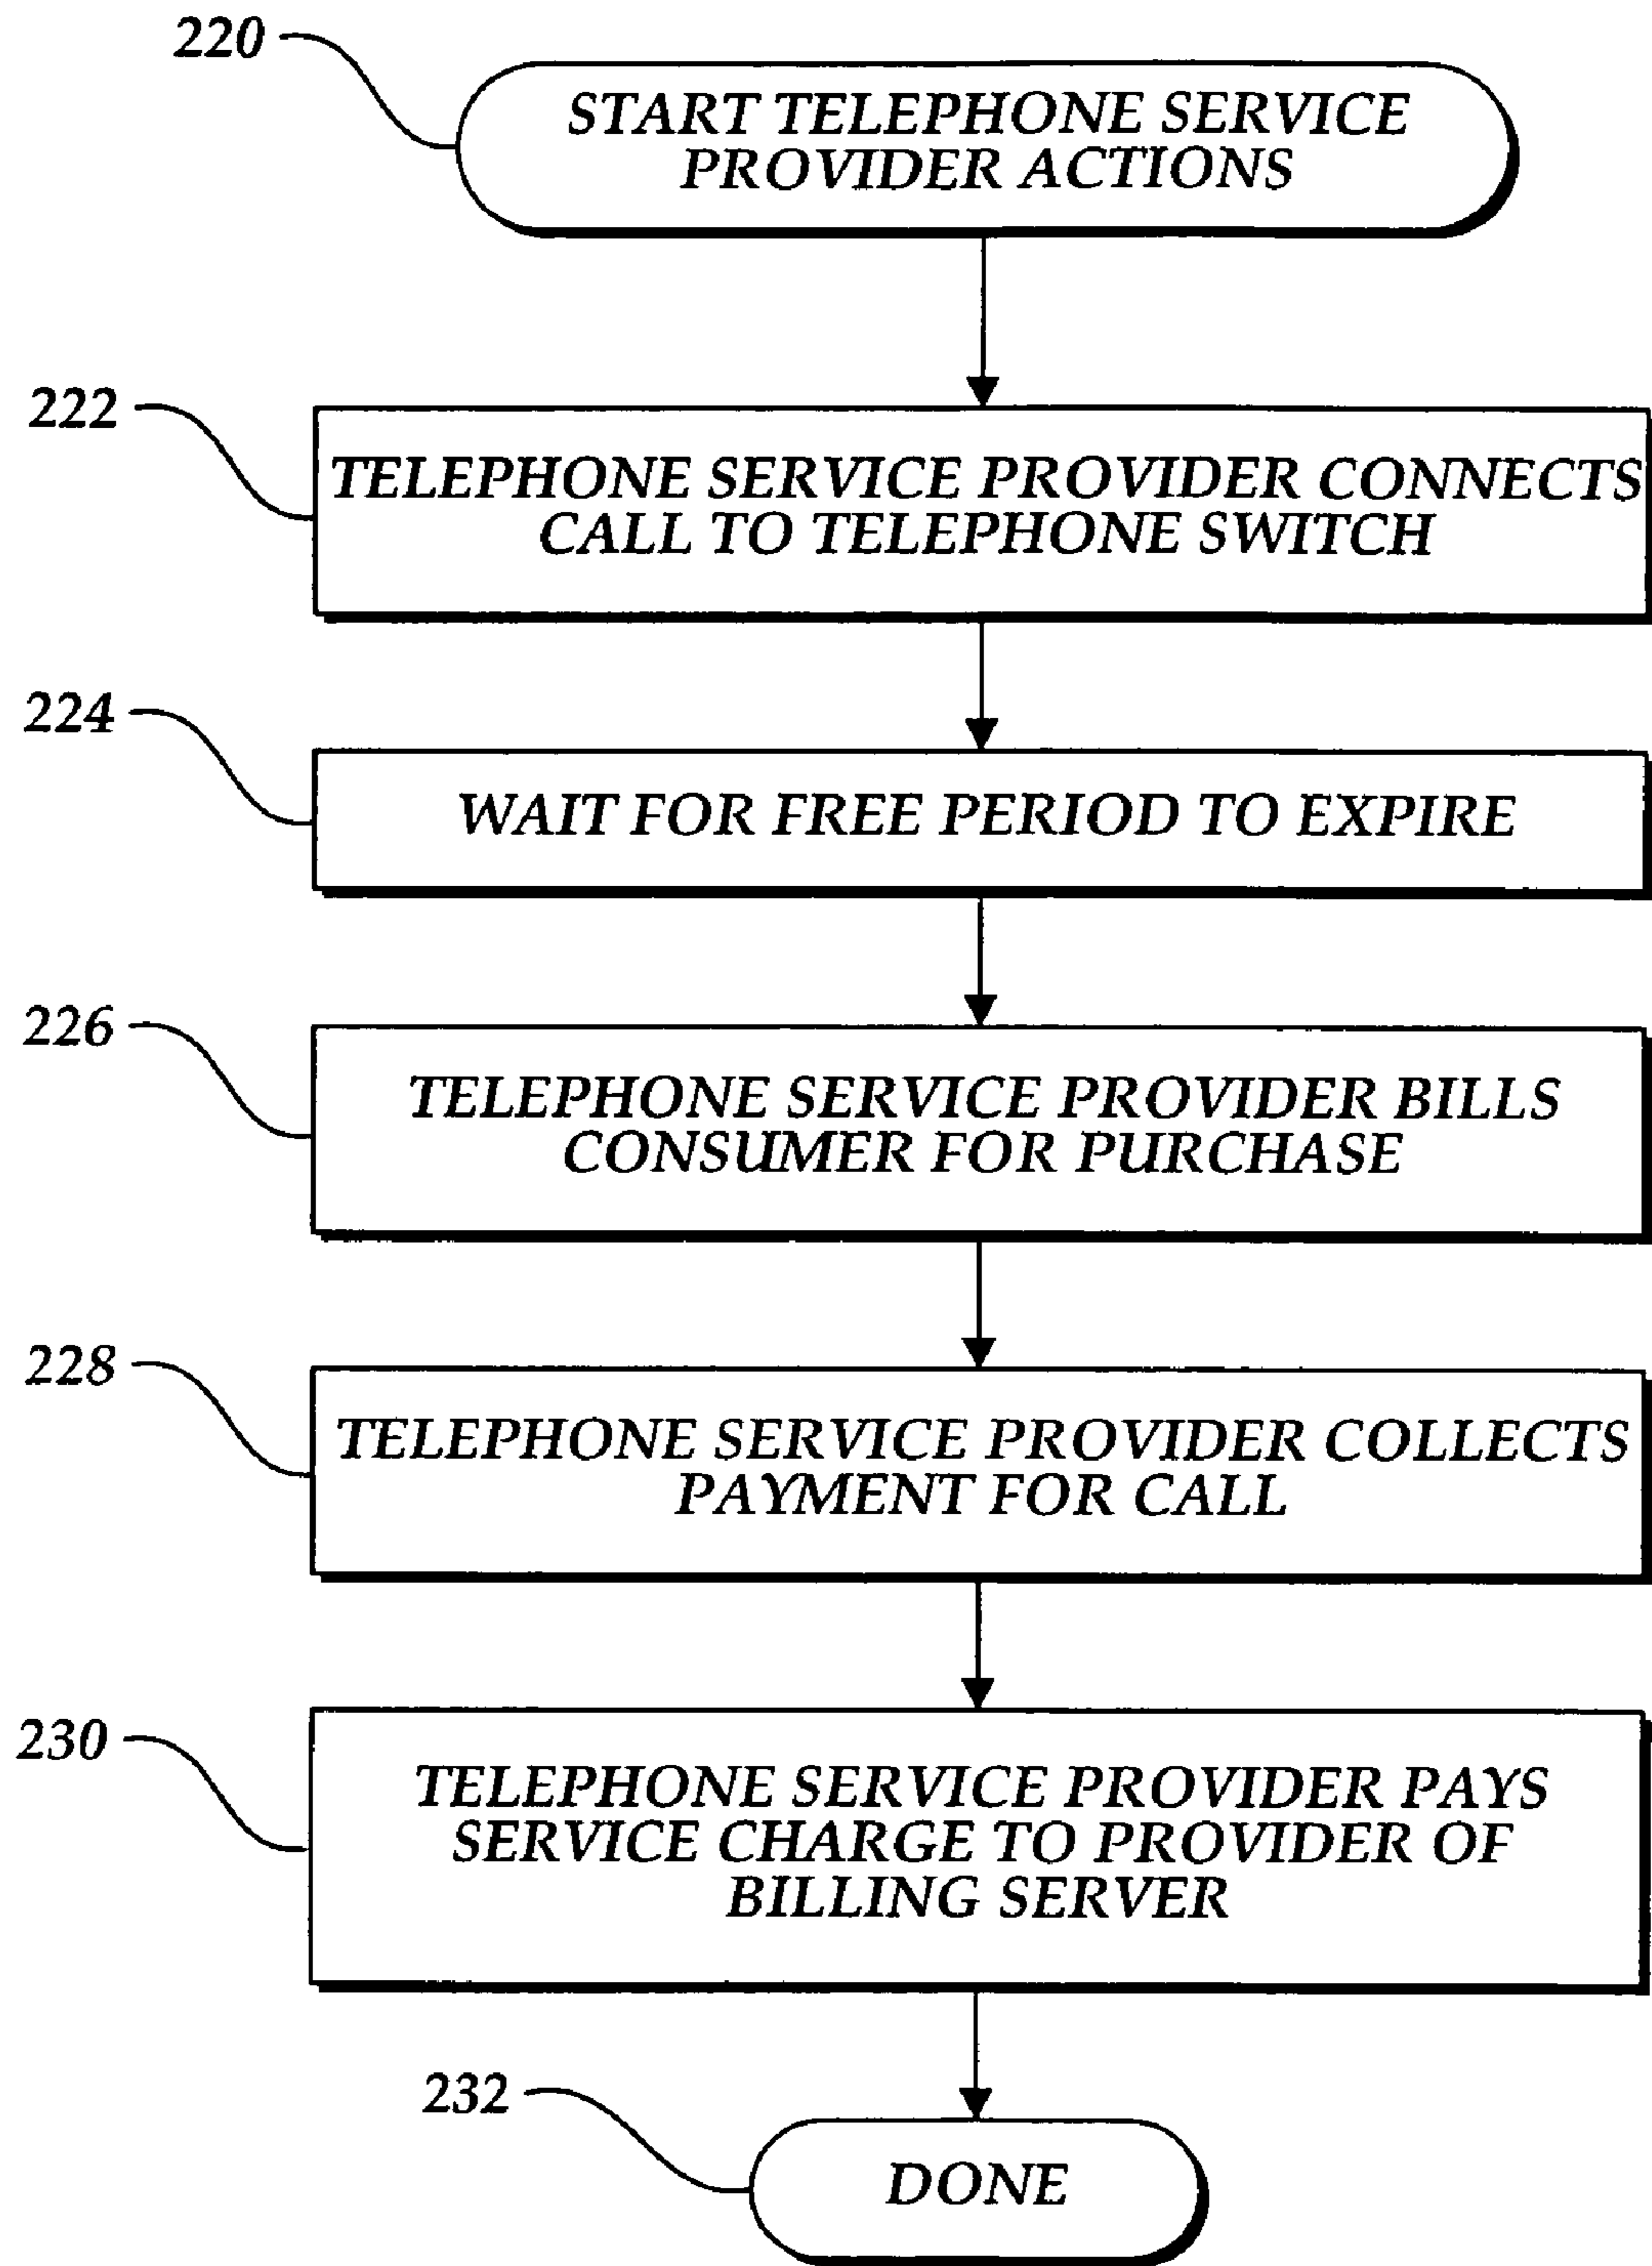 220
START TELEPHONE SERVICE
PROVIDER ACTIONS
222
TELEPHONE SERVICE PROVIDER CONNECTS
CALL TO TELEPHONE SWITCH
224
WAIT FOR FREE PERIOD TO EXPIRE
226
TELEPHONE SERVICE PROVIDER BILLS
CONSUMER FOR PURCHASE
228
TELEPHONE SERVICE PROVIDER COLLECTS
PAYMENT FOR CALL
230
TELEPHONE SERVICE PROVIDER PAYS
SERVICE CHARGE TO PROVIDER OF
BILLING SERVER
232
DONE